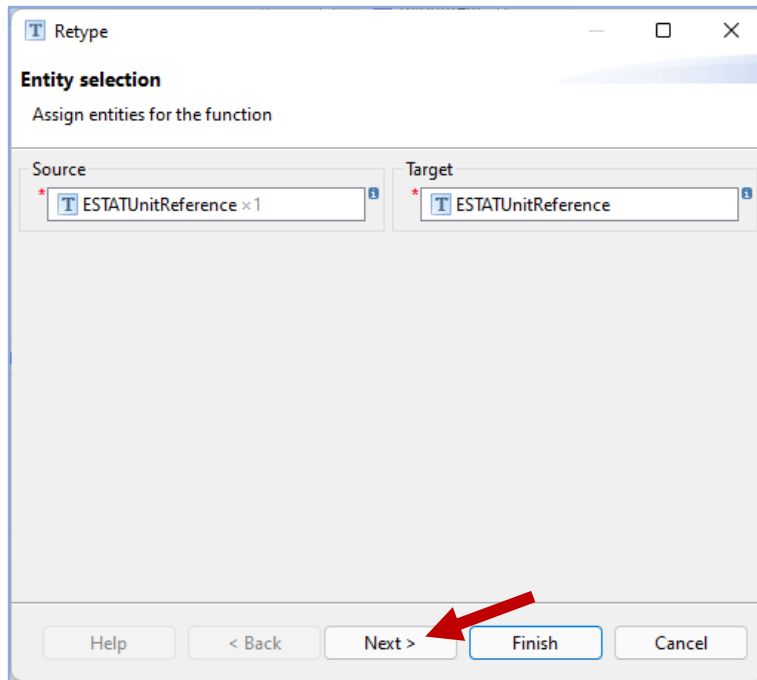 Retype
Entity selection
Assign entities for the function
Source Target
* T ESTATUnitReference ×1 i * T ESTATUnitReference i
Help < Back Next > Finish Cancel